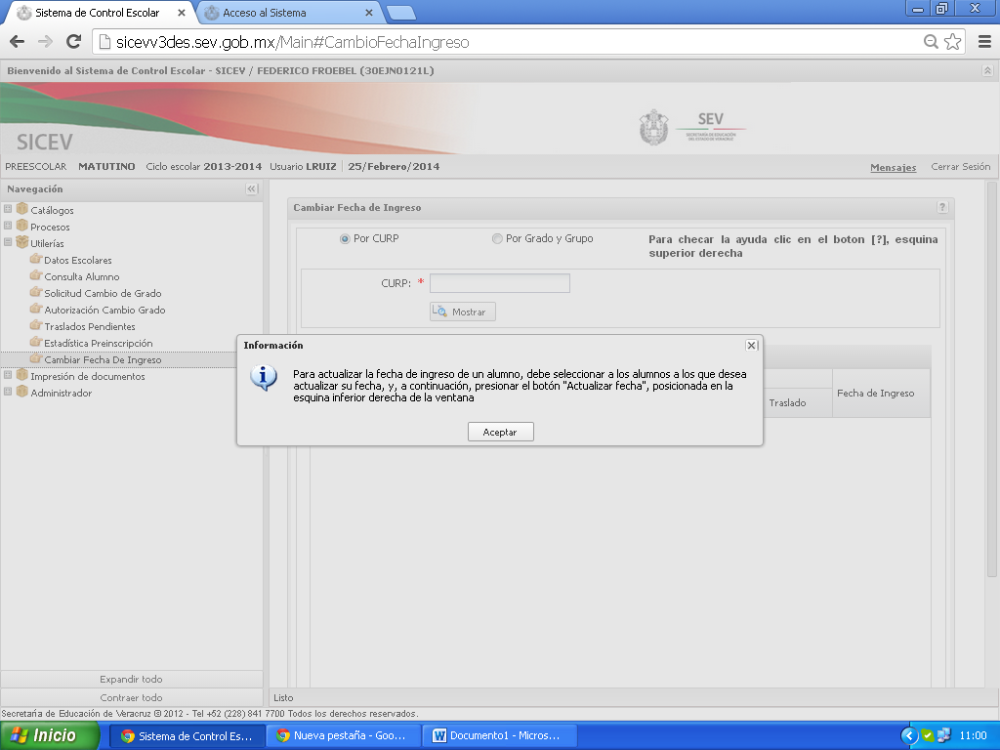 Sistema de Control Escolar
Acceso al Sistema
sicevv3des.sev.gob.mx/Main#CambioFechaIngreso
Bienvenido al Sistema de Control Escolar - SICEV / FEDERICO FROEBEL (30EJN0121L)
SICEV
SEV
SECRETARÍA DE EDUCACIÓN
DEL ESTADO DE VERACRUZ
PREESCOLAR MATUTINO Ciclo escolar 2013-2014 Usuario LRUIZ 25/Febrero/2014
Mensajes Cerrar Sesión
Navegación
Catálogos
Procesos
Utilerías
Datos Escolares
Consulta Alumno
Solicitud Cambio de Grado
Autorización Cambio Grado
Traslados Pendientes
Estadística Preinscripción
Cambiar Fecha De Ingreso
Impresión de documentos
Administrador
Expandir todo
Contraer todo
Cambiar Fecha de Ingreso
?
Por CURP
Por Grado y Grupo
Para checar la ayuda clic en el boton [?], esquina
superior derecha
CURP: *
Mostrar
Información
Para actualizar la fecha de ingreso de un alumno, debe seleccionar a los alumnos a los que desea
actualizar su fecha, y, a continuación, presionar el botón "Actualizar fecha", posicionada en la
esquina inferior derecha de la ventana
Aceptar
Traslado
Fecha de Ingreso
Listo
Secretaría de Educación de Veracruz © 2012 - Tel +52 (228) 841 7700 Todos los derechos reservados.
Inicio
Sistema de Control Es...
Nueva pestaña - Goo...
Documento1 - Micros...
11:00